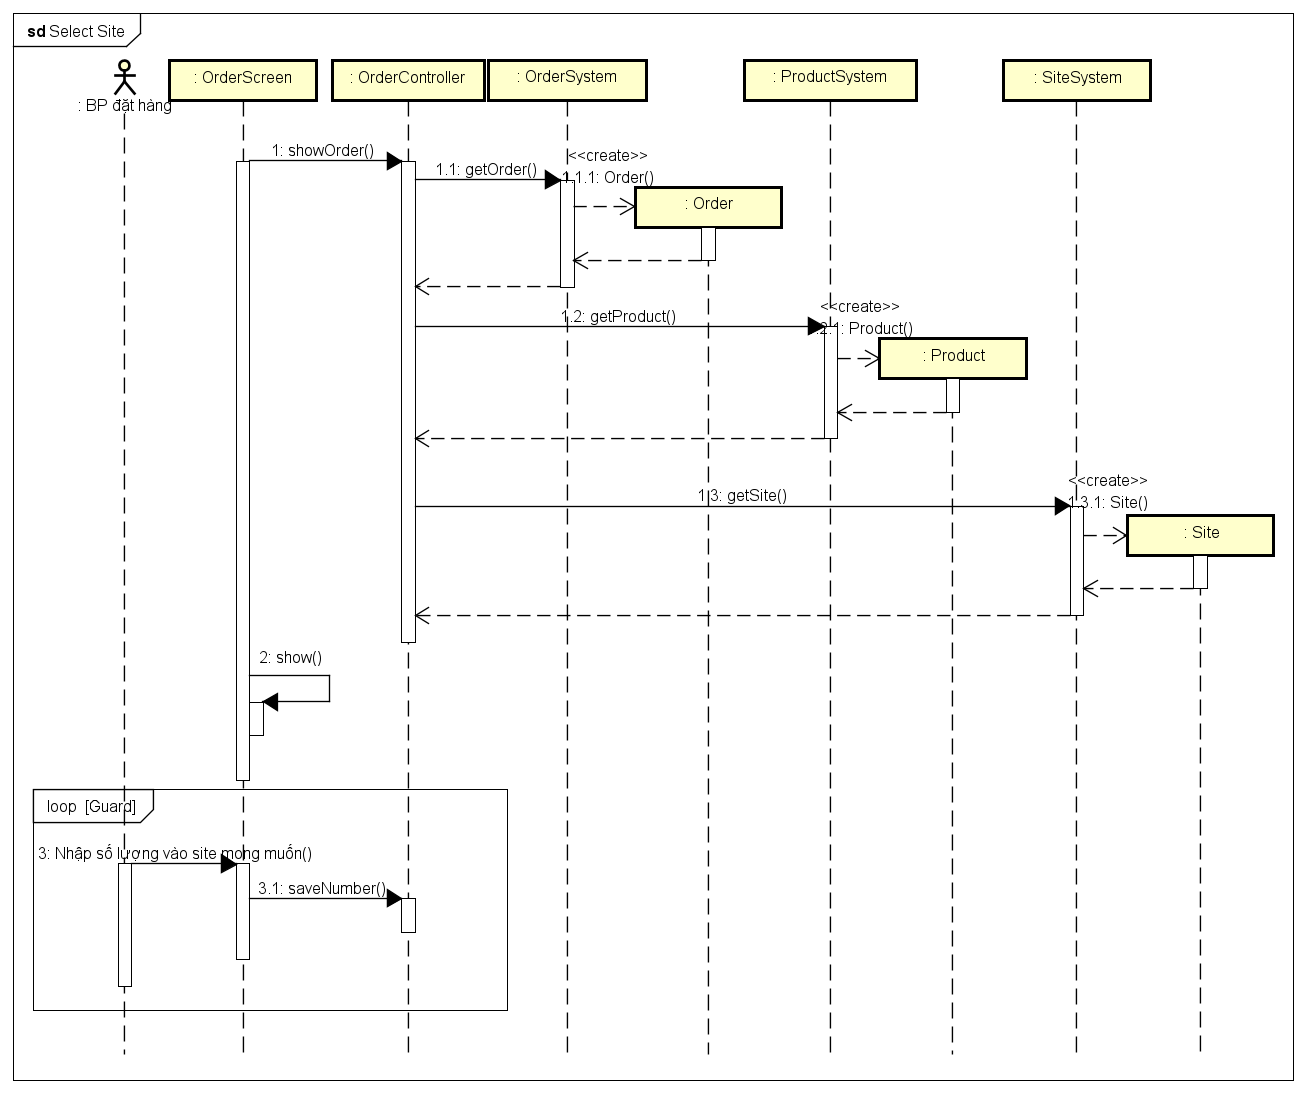 sd Select Site
: BP đặt hàng
: OrderScreen
: OrderController
: OrderSystem
: ProductSystem
: SiteSystem
1: showOrder()
1.1: getOrder()
<<create>>
1.1.1: Order()
: Order
1.2: getProduct()
<<create>>
.2.1: Product()
: Product
1.3: getSite()
<<create>>
1.3.1: Site()
: Site
2: show()
loop [Guard]
3: Nhập số lượng vào site mong muốn()
3.1: saveNumber()